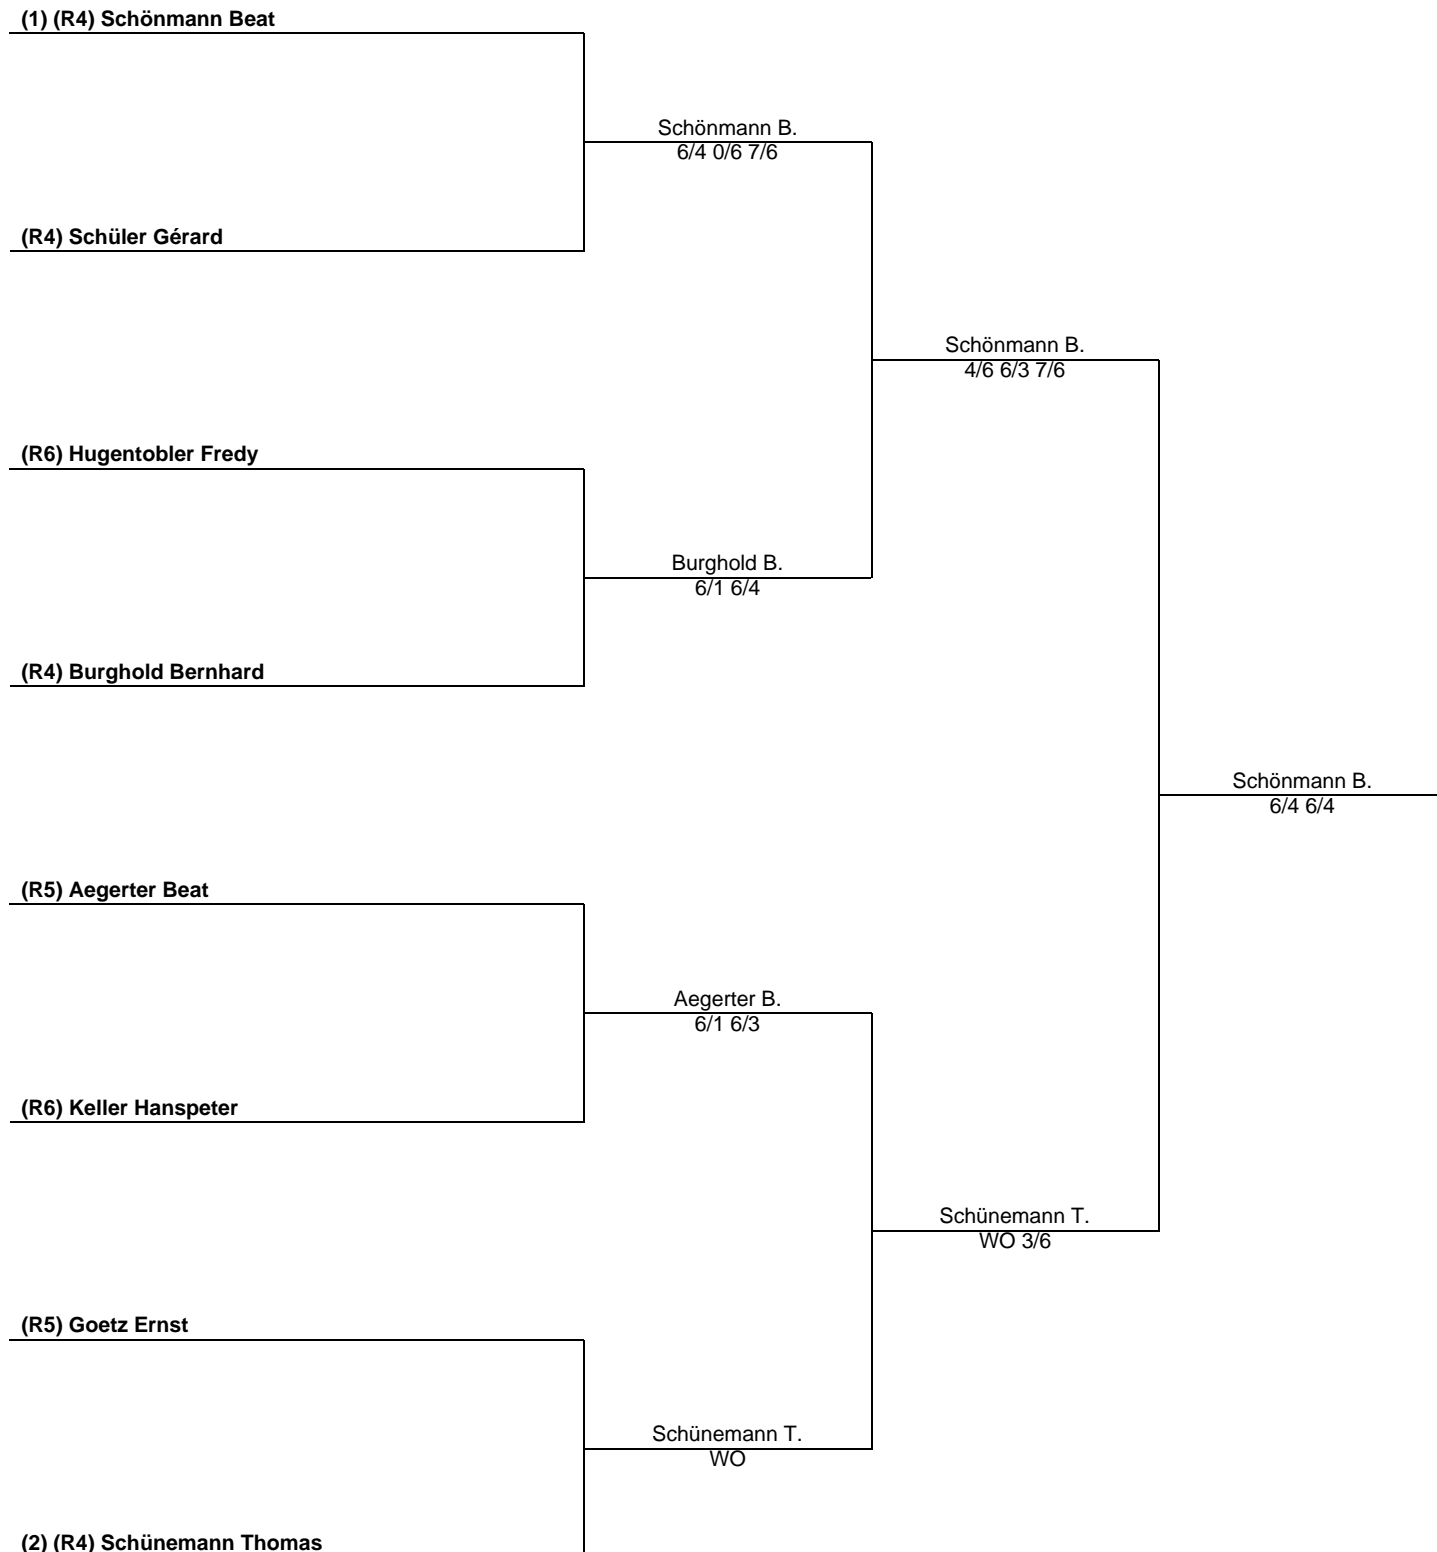 (1) (R4) Schönmann Beat
Schönmann B.
6/4 0/6 7/6
(R4) Schüler Gérard
Schönmann B.
4/6 6/3 7/6
(R6) Hugentobler Fredy
Burghold B.
6/1 6/4
(R4) Burghold Bernhard
Schönmann B.
6/4 6/4
(R5) Aegerter Beat
Aegerter B.
6/1 6/3
(R6) Keller Hanspeter
Schünemann T.
WO 3/6
(R5) Goetz Ernst
Schünemann T.
WO
(2) (R4) Schünemann Thomas